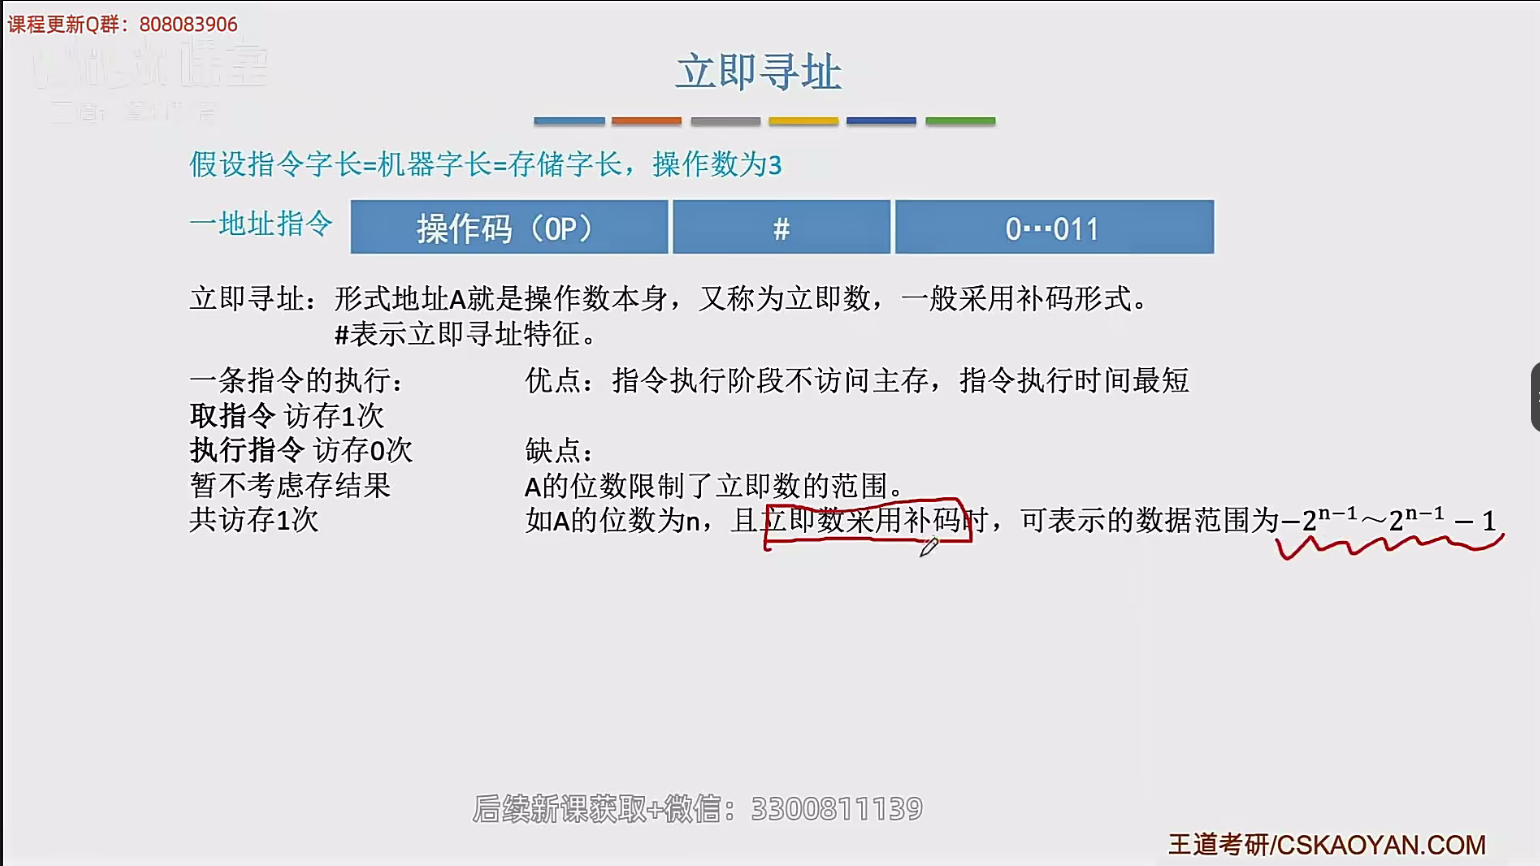 课程更新Q群：808083906
立即寻址
假设指令字长=机器字长=存储字长，操作数为3
一地址指令 操作码（OP） # 0…011
立即寻址：形式地址A就是操作数本身，又称为立即数，一般采用补码形式。
#表示立即寻址特征。
一条指令的执行： 优点：指令执行阶段不访问主存，指令执行时间最短
取指令 访存1次
执行指令 访存0次 缺点：
暂不考虑存结果 A的位数限制了立即数的范围。
共访存1次 如A的位数为n，且立即数采用补码时，可表示的数据范围为−2ⁿ⁻¹～2ⁿ⁻¹ − 1
后续新课获取+微信：3300811139
王道考研/CSKAOYAN.COM